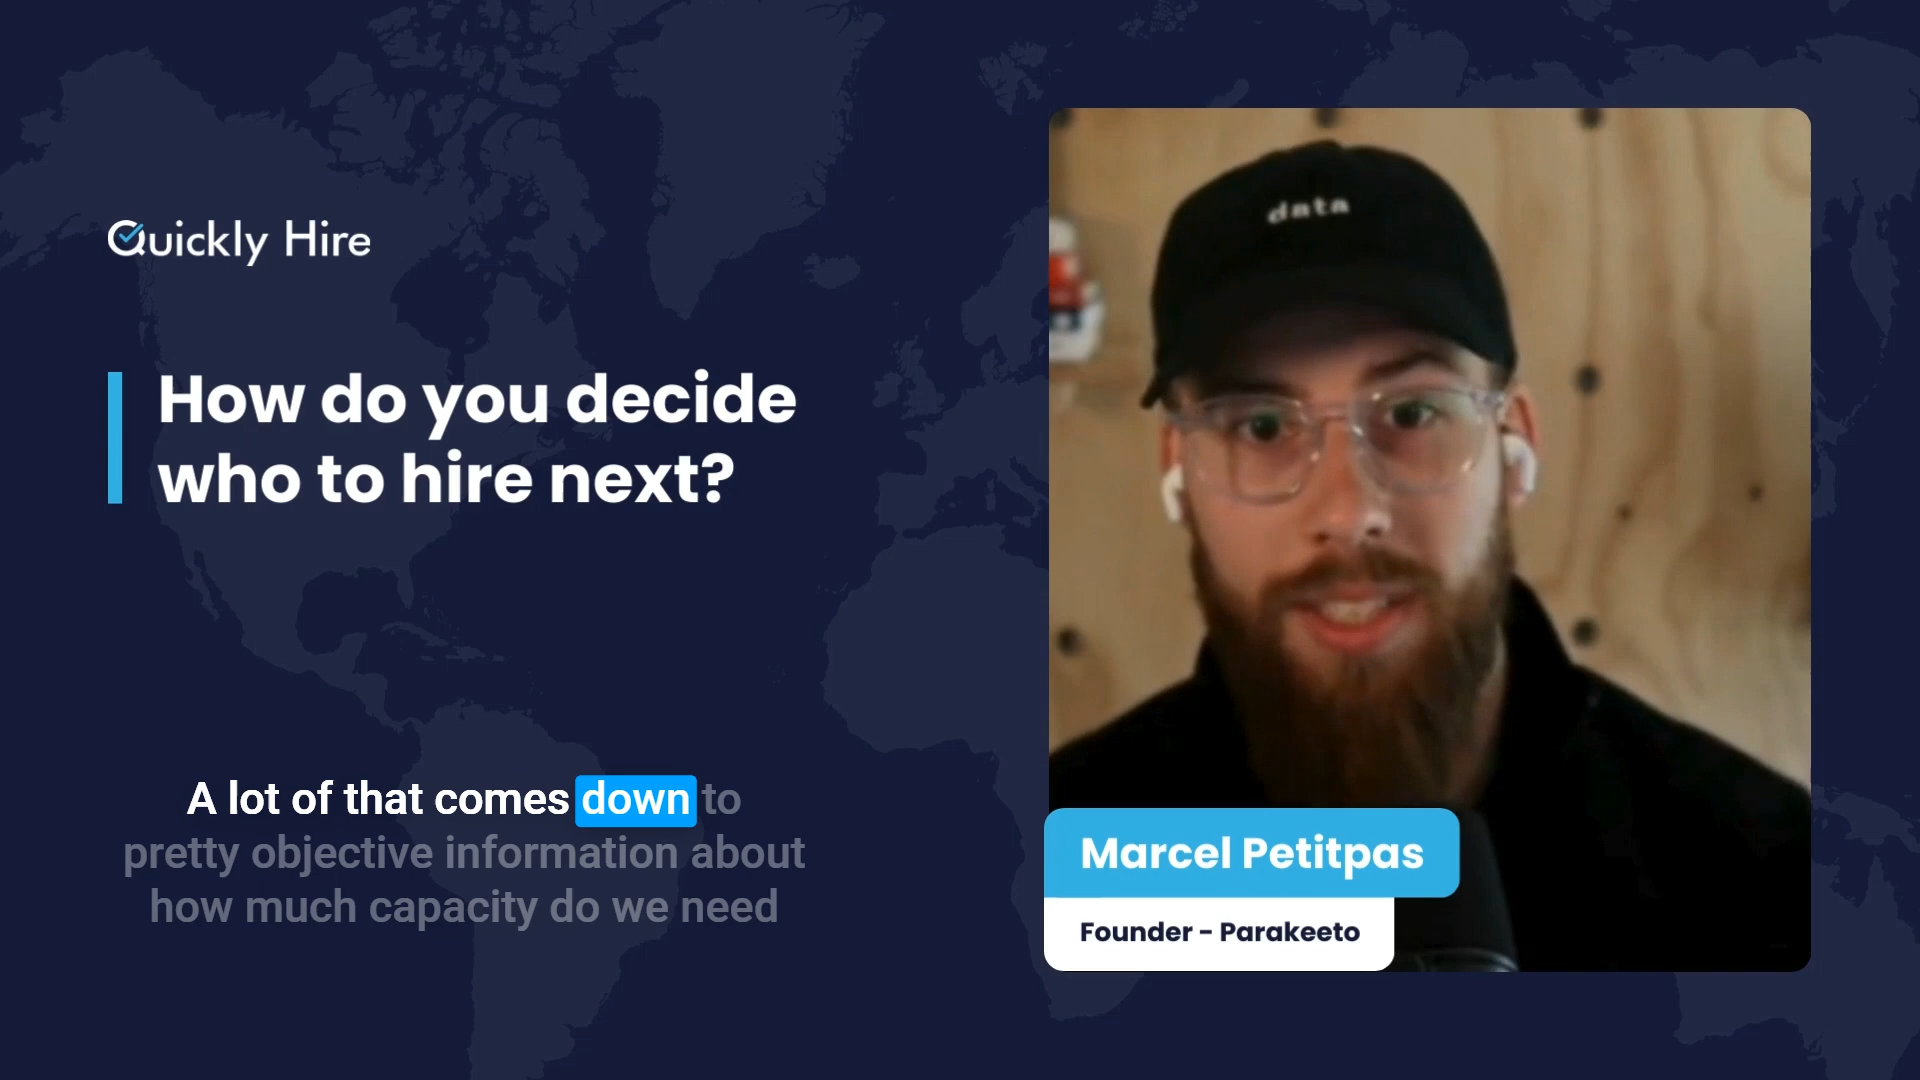 Quickly Hire
How do you decide
who to hire next?
A lot of that comes down to
pretty objective information about
how much capacity do we need
data
Marcel Petitpas
Founder - Parakeeto